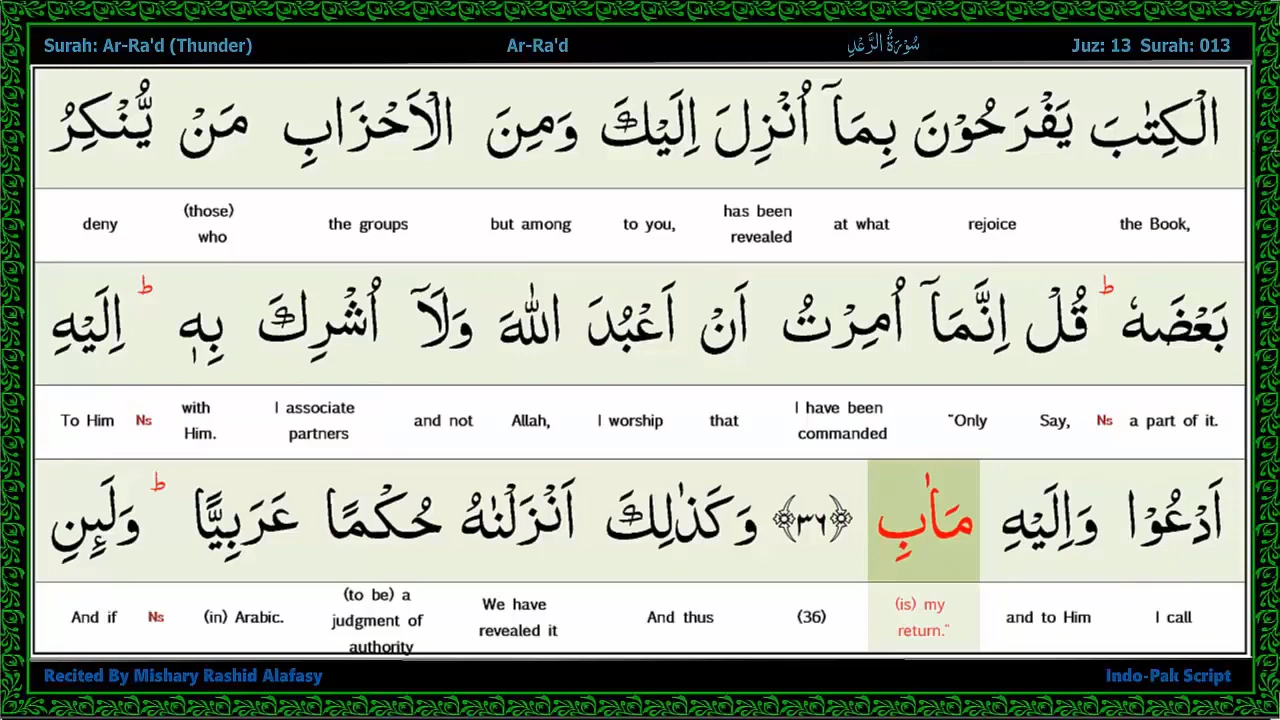 Surah: Ar-Ra'd (Thunder) Ar-Ra'd سُوْرَةُ الرَّعْدِ Juz: 13 Surah: 013
الْكِتٰبَ يَفْرَحُوْنَ بِمَاۤ اُنْزِلَ اِلَيْكَ وَمِنَ الْاَحْزَابِ مَنْ يُّنْكِرُ
the Book, rejoice at what has been revealed to you, but among the groups (those) who deny
بَعْضَهٗ ؕ قُلْ اِنَّمَاۤ اُمِرْتُ اَنْ اَعْبُدَ اللّٰهَ وَلَاۤ اُشْرِكَ بِهٖ ؕ اِلَيْهِ
a part of it. Ns Say, "Only I have been commanded that I worship Allah, and not I associate partners with Him. Ns To Him
اَدْعُوْا وَاِلَيْهِ مَاٰبِ ﴿۳۶﴾ وَكَذٰلِكَ اَنْزَلْنٰهُ حُكْمًا عَرَبِيًّا ؕ وَلَٮِٕنِ
I call and to Him (is) my return." (36) And thus We have revealed it (to be) a judgment of authority (in) Arabic. Ns And if
Recited By Mishary Rashid Alafasy Indo-Pak Script